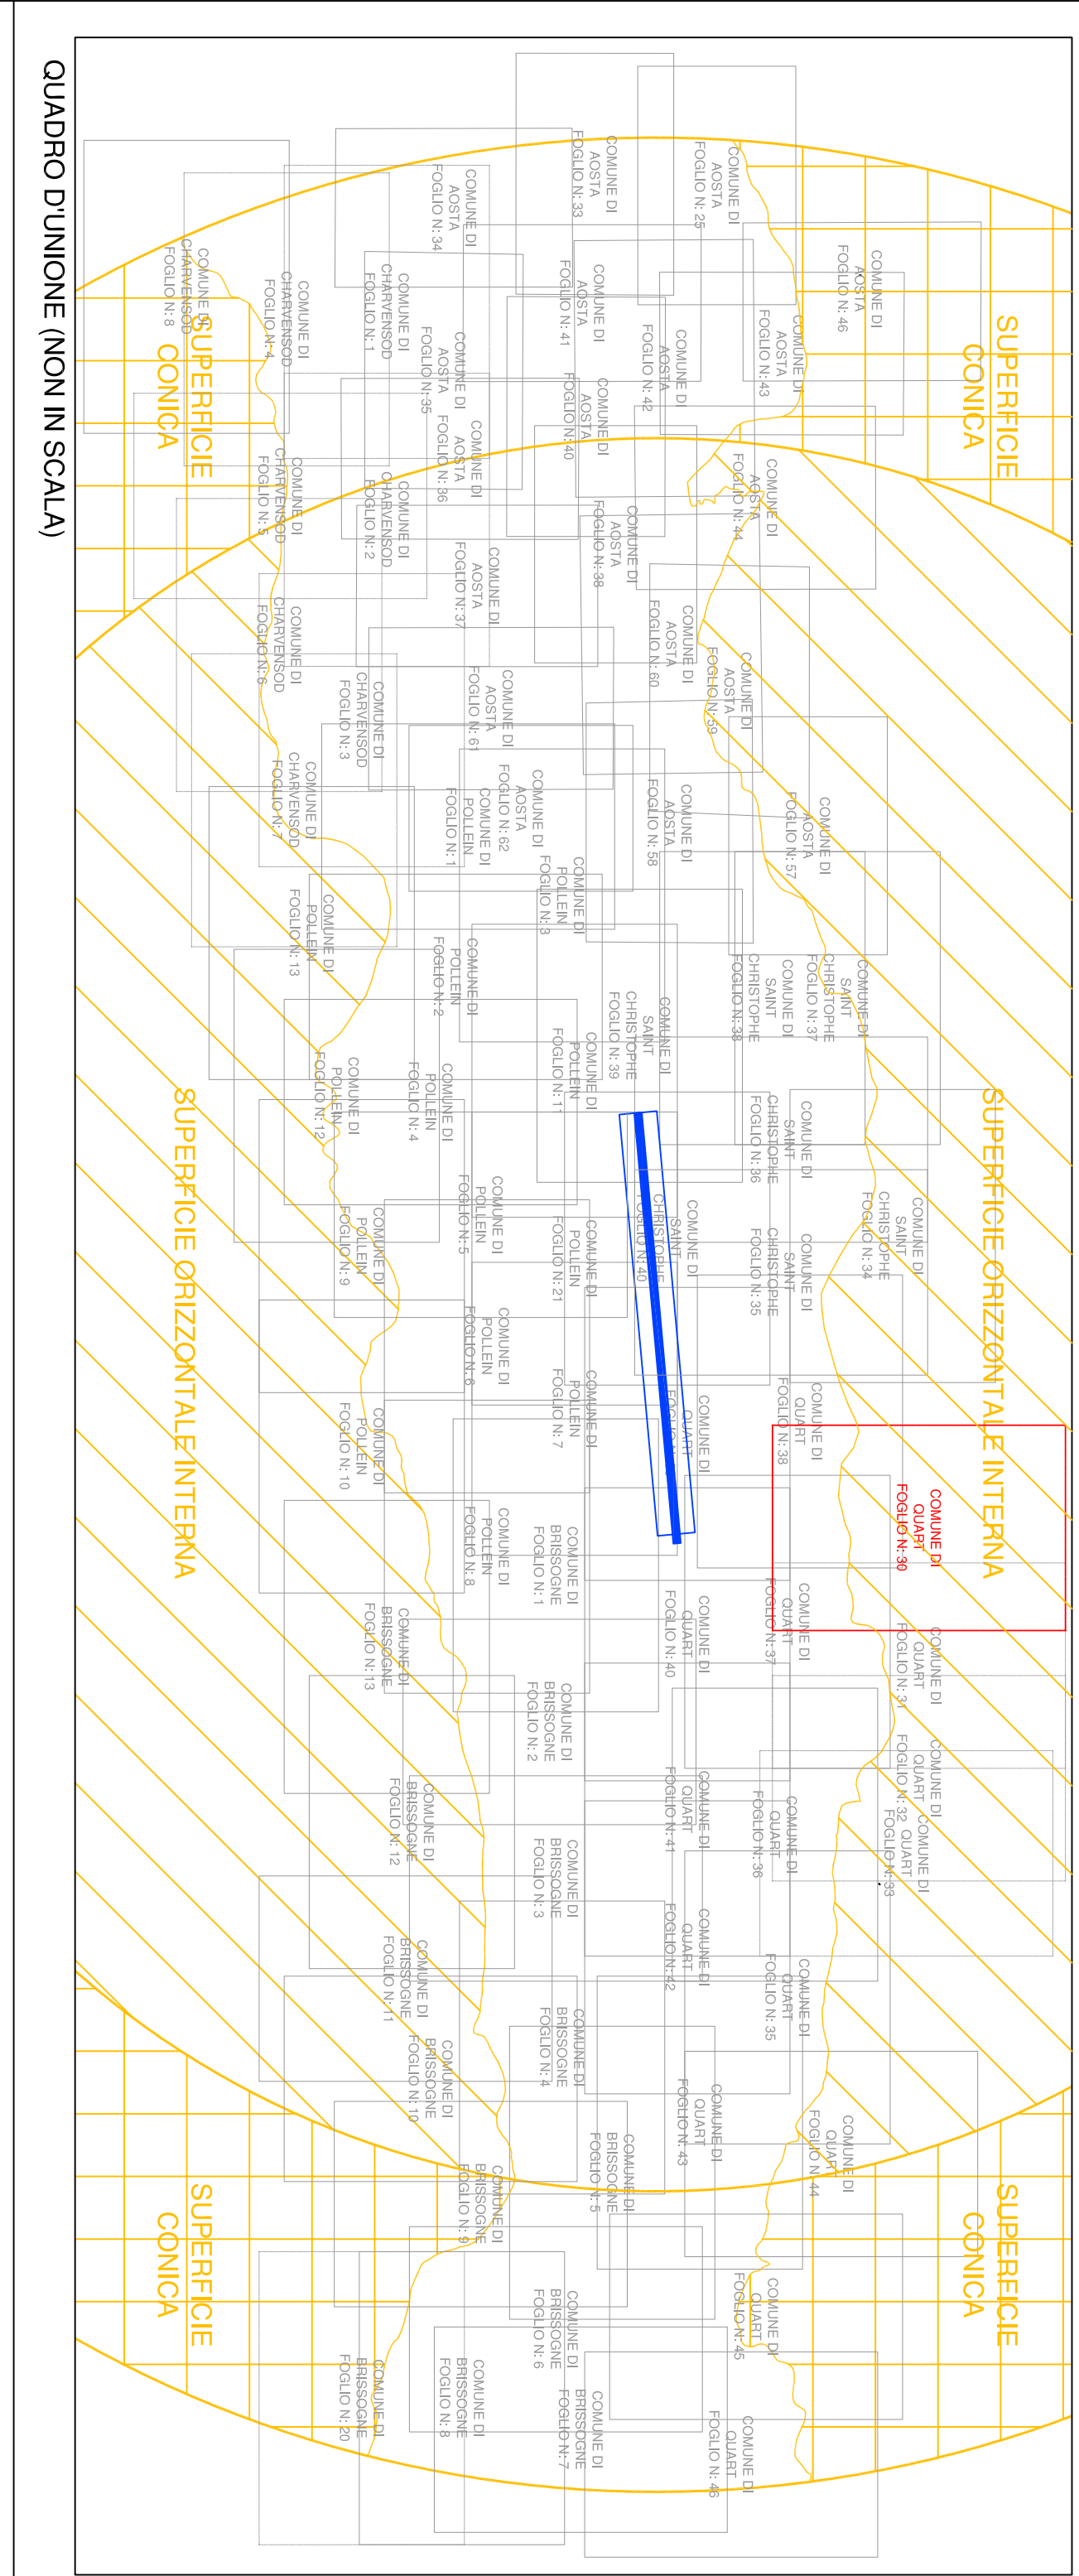 SUPERFICIE
CONICA
SUPERFICIE ORIZZONTALE INTERNA
SUPERFICIE
CONICA
COMUNE DI
AOSTA
FOGLIO N: 46
COMUNE DI
SAINT
CHRISTOPHE
FOGLIO N: 34
COMUNE DI
QUART
FOGLIO N: 30
COMUNE DI
QUART
FOGLIO N: 31
COMUNE DI
QUART
FOGLIO N: 32
COMUNE DI
QUART
FOGLIO N: 33
COMUNE DI
QUART
FOGLIO N: 44
COMUNE DI
AOSTA
FOGLIO N: 25
COMUNE DI
AOSTA
FOGLIO N: 43
COMUNE DI
AOSTA
FOGLIO N: 44
COMUNE DI
AOSTA
FOGLIO N: 59
COMUNE DI
AOSTA
FOGLIO N: 57
COMUNE DI
SAINT
CHRISTOPHE
FOGLIO N: 37
COMUNE DI
SAINT
CHRISTOPHE
FOGLIO N: 38
COMUNE DI
SAINT
CHRISTOPHE
FOGLIO N: 36
COMUNE DI
SAINT
CHRISTOPHE
FOGLIO N: 35
COMUNE DI
QUART
FOGLIO N: 38
COMUNE DI
QUART
FOGLIO N: 37
COMUNE DI
QUART
FOGLIO N: 36
COMUNE DI
QUART
FOGLIO N: 35
COMUNE DI
QUART
FOGLIO N: 45
COMUNE DI
QUART
FOGLIO N: 46
COMUNE DI
AOSTA
FOGLIO N: 33
COMUNE DI
AOSTA
FOGLIO N: 41
COMUNE DI
AOSTA
FOGLIO N: 42
COMUNE DI
AOSTA
FOGLIO N: 40
COMUNE DI
AOSTA
FOGLIO N: 38
COMUNE DI
AOSTA
FOGLIO N: 60
COMUNE DI
AOSTA
FOGLIO N: 58
COMUNE DI
SAINT
CHRISTOPHE
FOGLIO N: 39
COMUNE DI
SAINT
CHRISTOPHE
FOGLIO N: 40
COMUNE DI
QUART
FOGLIO N:
COMUNE DI
QUART
FOGLIO N: 40
COMUNE DI
QUART
FOGLIO N: 41
COMUNE DI
QUART
FOGLIO N: 42
COMUNE DI
QUART
FOGLIO N: 43
COMUNE DI
POLLEIN
FOGLIO N: 3
COMUNE DI
POLLEIN
FOGLIO N: 11
COMUNE DI
POLLEIN
FOGLIO N: 21
COMUNE DI
POLLEIN
FOGLIO N: 7
COMUNE DI
BRISSOGNE
FOGLIO N: 1
COMUNE DI
BRISSOGNE
FOGLIO N: 2
COMUNE DI
BRISSOGNE
FOGLIO N: 3
COMUNE DI
BRISSOGNE
FOGLIO N: 4
COMUNE DI
BRISSOGNE
FOGLIO N: 5
COMUNE DI
BRISSOGNE
FOGLIO N: 6
COMUNE DI
BRISSOGNE
FOGLIO N: 7
COMUNE DI
AOSTA
FOGLIO N: 34
COMUNE DI
AOSTA
FOGLIO N: 35
COMUNE DI
AOSTA
FOGLIO N: 36
COMUNE DI
AOSTA
FOGLIO N: 37
COMUNE DI
AOSTA
FOGLIO N: 61
COMUNE DI
AOSTA
FOGLIO N: 62
COMUNE DI
POLLEIN
FOGLIO N: 1
COMUNE DI
POLLEIN
FOGLIO N: 2
COMUNE DI
POLLEIN
FOGLIO N: 4
COMUNE DI
POLLEIN
FOGLIO N: 5
COMUNE DI
POLLEIN
FOGLIO N: 6
COMUNE DI
POLLEIN
FOGLIO N: 8
COMUNE DI
BRISSOGNE
FOGLIO N: 13
COMUNE DI
BRISSOGNE
FOGLIO N: 12
COMUNE DI
BRISSOGNE
FOGLIO N: 11
COMUNE DI
BRISSOGNE
FOGLIO N: 10
COMUNE DI
BRISSOGNE
FOGLIO N: 9
COMUNE DI
BRISSOGNE
FOGLIO N: 8
COMUNE DI
CHARVENSOD
FOGLIO N: 1
COMUNE DI
CHARVENSOD
FOGLIO N: 2
COMUNE DI
CHARVENSOD
FOGLIO N: 3
COMUNE DI
POLLEIN
FOGLIO N: 13
COMUNE DI
POLLEIN
FOGLIO N: 12
COMUNE DI
POLLEIN
FOGLIO N: 9
COMUNE DI
POLLEIN
FOGLIO N: 10
COMUNE DI
BRISSOGNE
FOGLIO N: 20
COMUNE DI
CHARVENSOD
FOGLIO N: 8
COMUNE DI
CHARVENSOD
FOGLIO N: 4
COMUNE DI
CHARVENSOD
FOGLIO N: 5
COMUNE DI
CHARVENSOD
FOGLIO N: 6
COMUNE DI
CHARVENSOD
FOGLIO N: 7
SUPERFICIE
CONICA
SUPERFICIE ORIZZONTALE INTERNA
SUPERFICIE
CONICA
QUADRO D'UNIONE (NON IN SCALA)